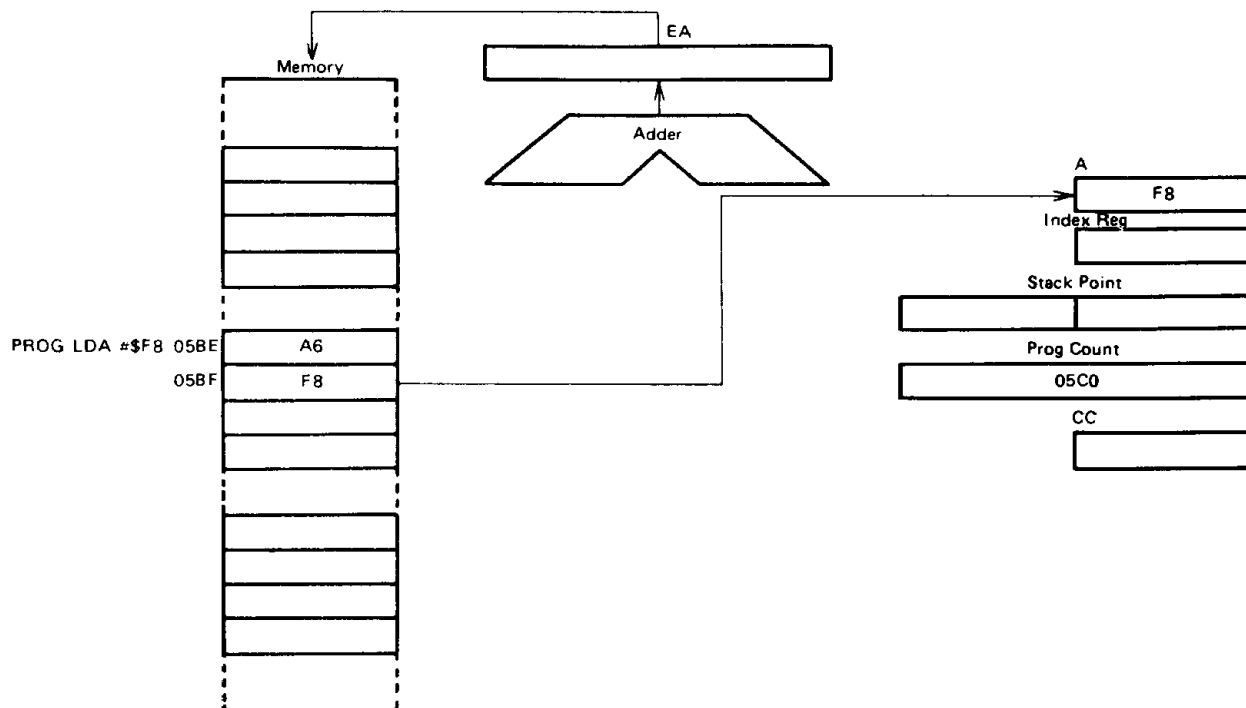 EA
Memory
Adder
A
F8
Index Reg
Stack Point
PROG LDA #$F8 05BE A6
Prog Count
05BF F8
05C0
CC